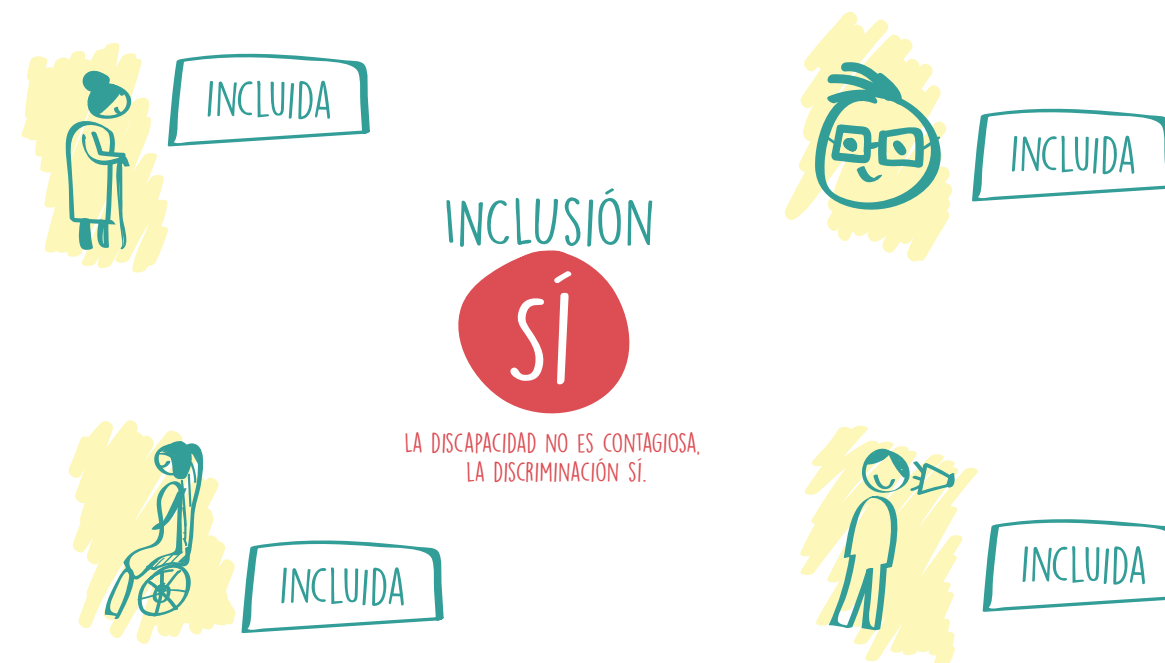 INCLUIDA
INCLUIDA
INCLUSIÓN
SÍ
LA DISCAPACIDAD NO ES CONTAGIOSA,
LA DISCRIMINACIÓN SÍ.
INCLUIDA
INCLUIDA